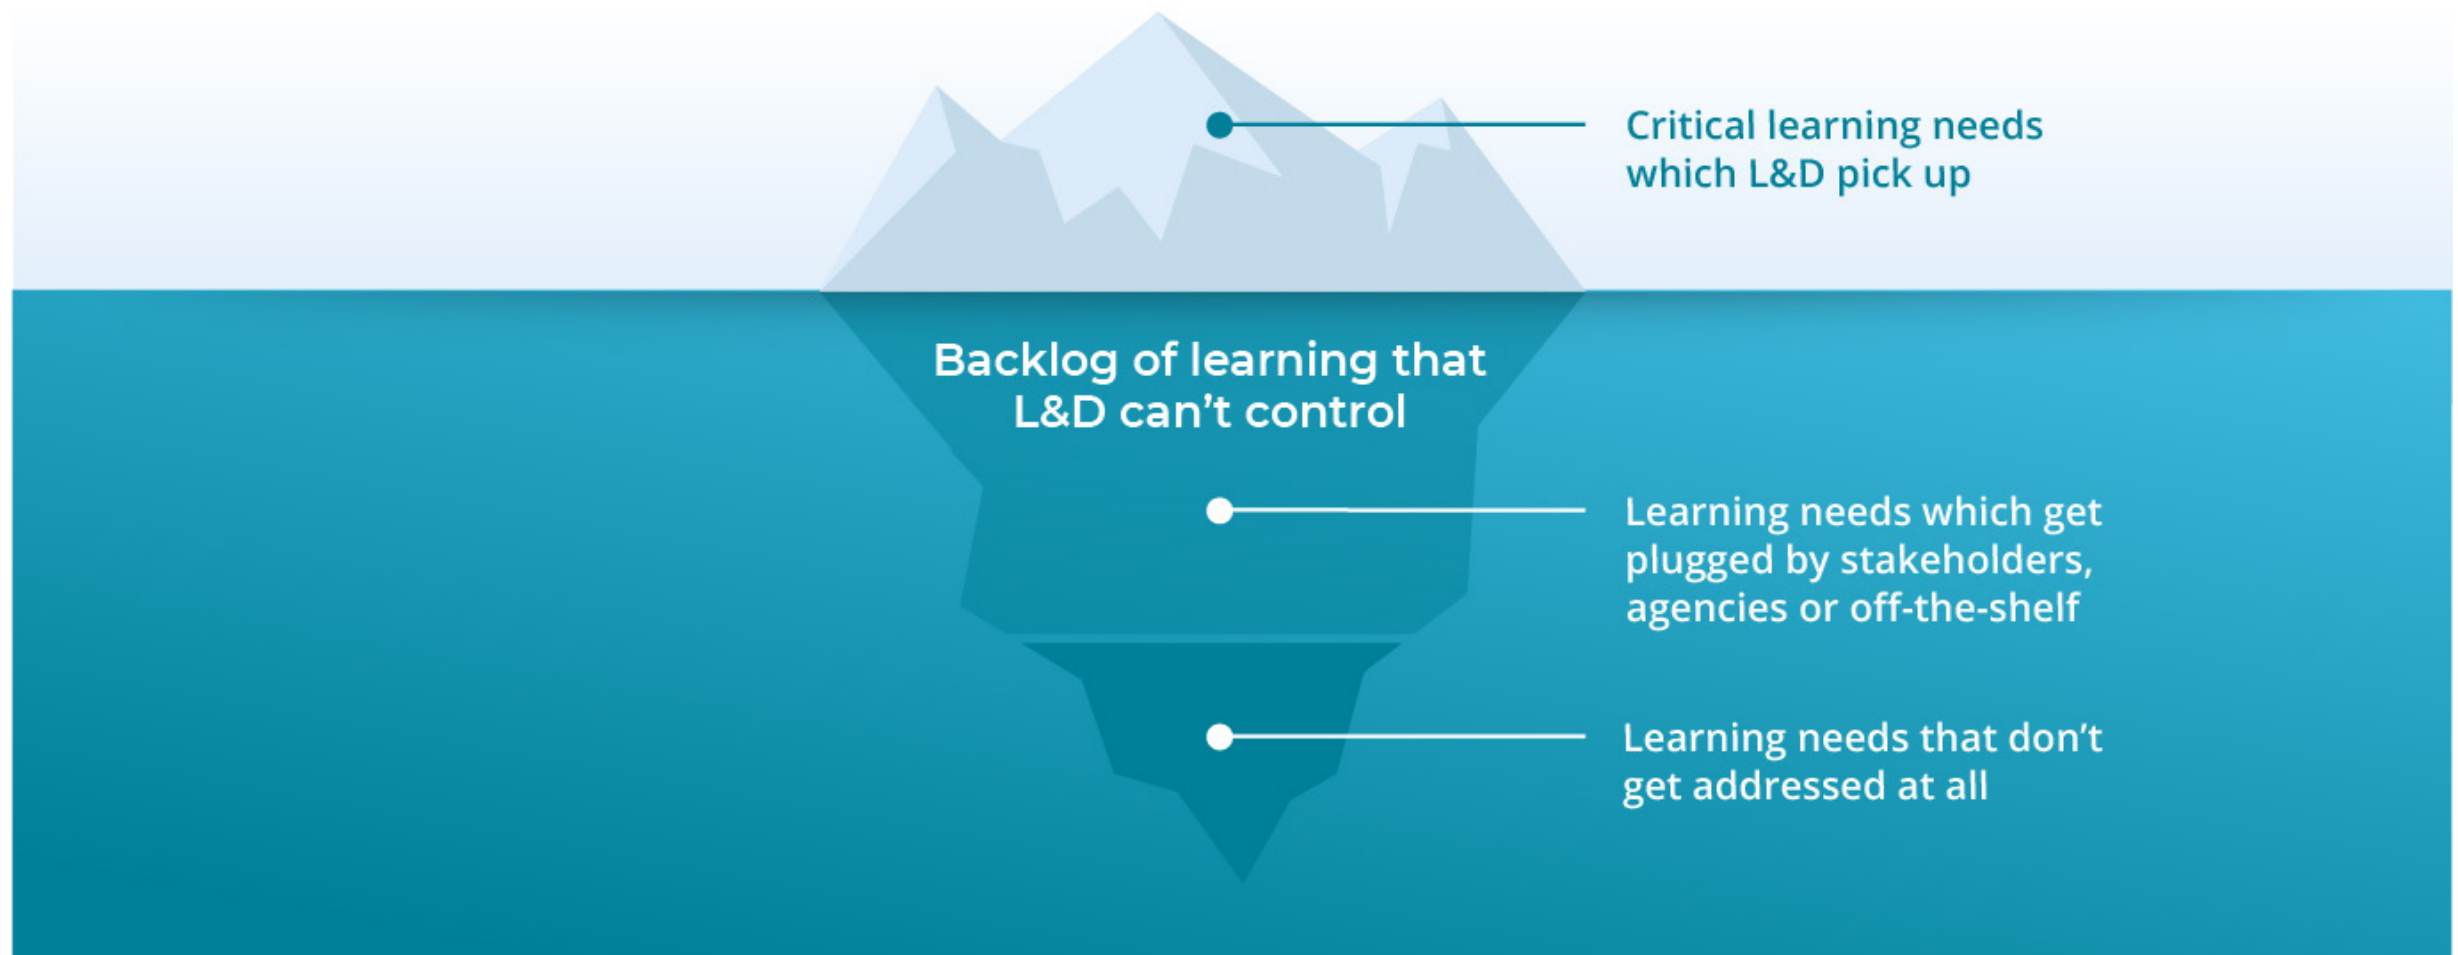 Critical learning needs
which L&D pick up
Backlog of learning that
L&D can’t control
Learning needs which get
plugged by stakeholders,
agencies or off-the-shelf
Learning needs that don’t
get addressed at all